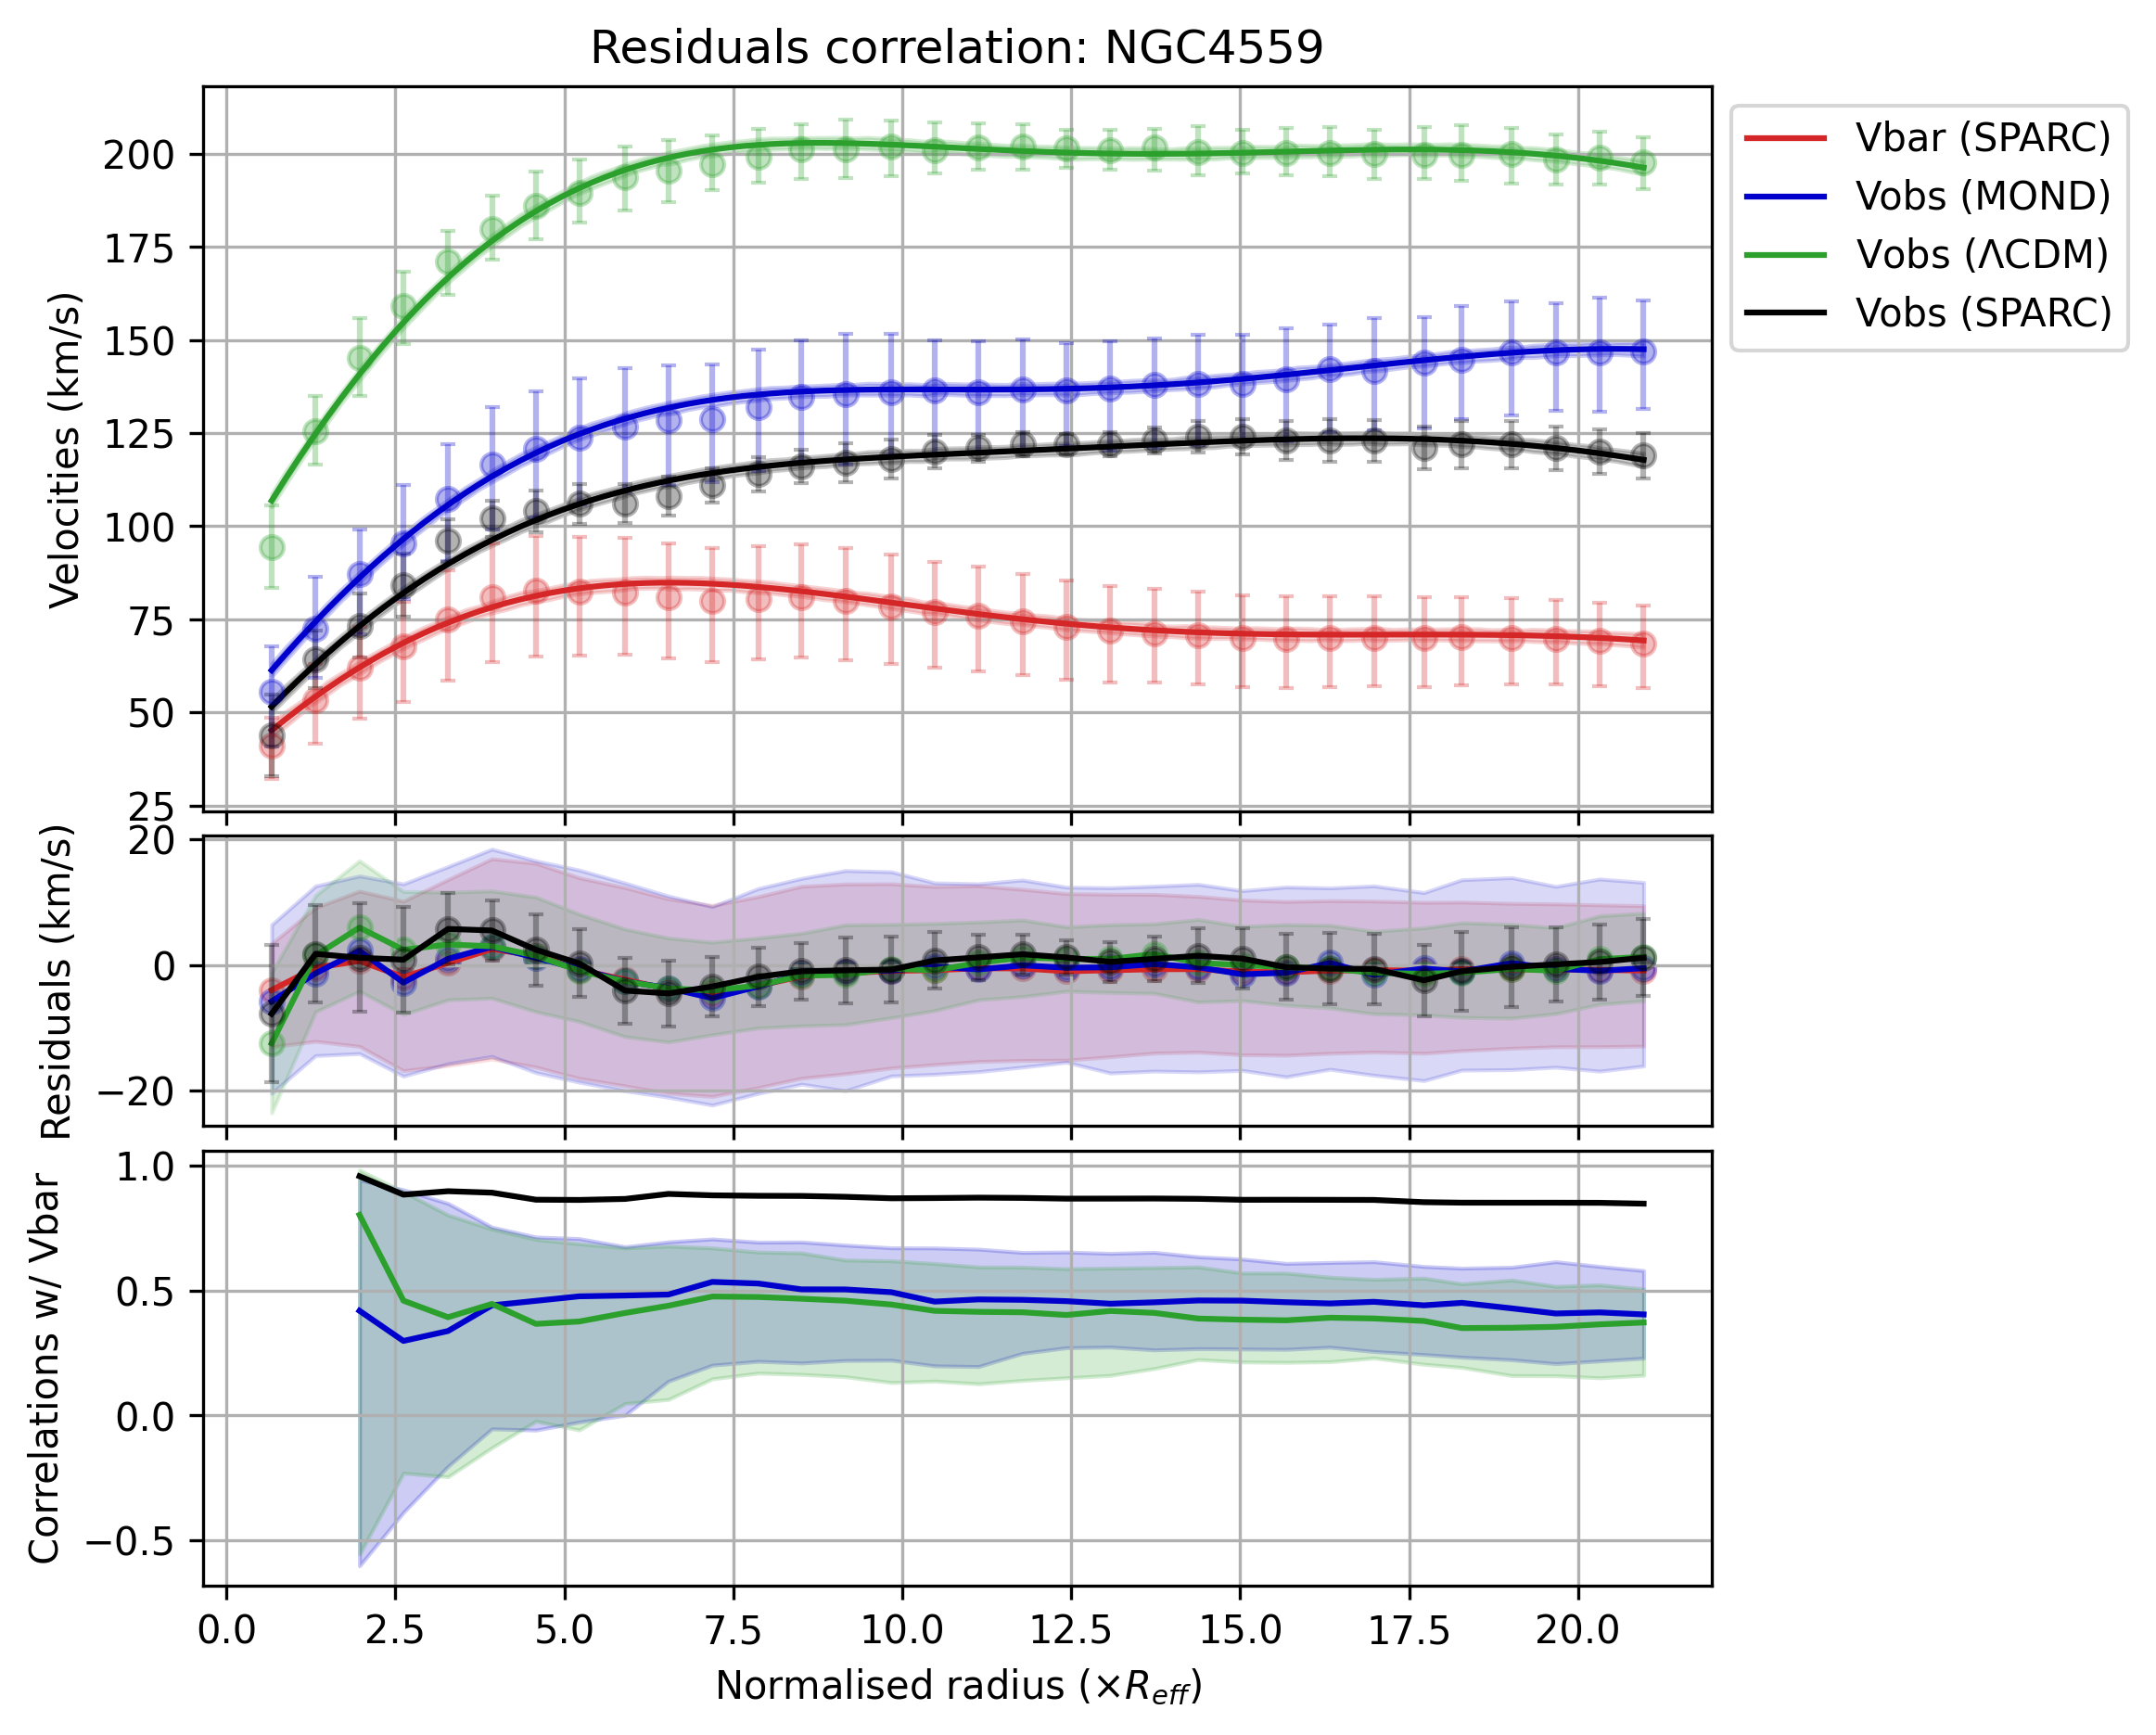 Residuals correlation: NGC4559
Velocities (km/s)
200
175
150
125
100
75
50
25
Vbar (SPARC)
Vobs (MOND)
Vobs (ΛCDM)
Vobs (SPARC)
Residuals (km/s)
20
0
−20
Correlations w/ Vbar
1.0
0.5
0.0
−0.5
0.0 2.5 5.0 7.5 10.0 12.5 15.0 17.5 20.0
Normalised radius (×R_eff)